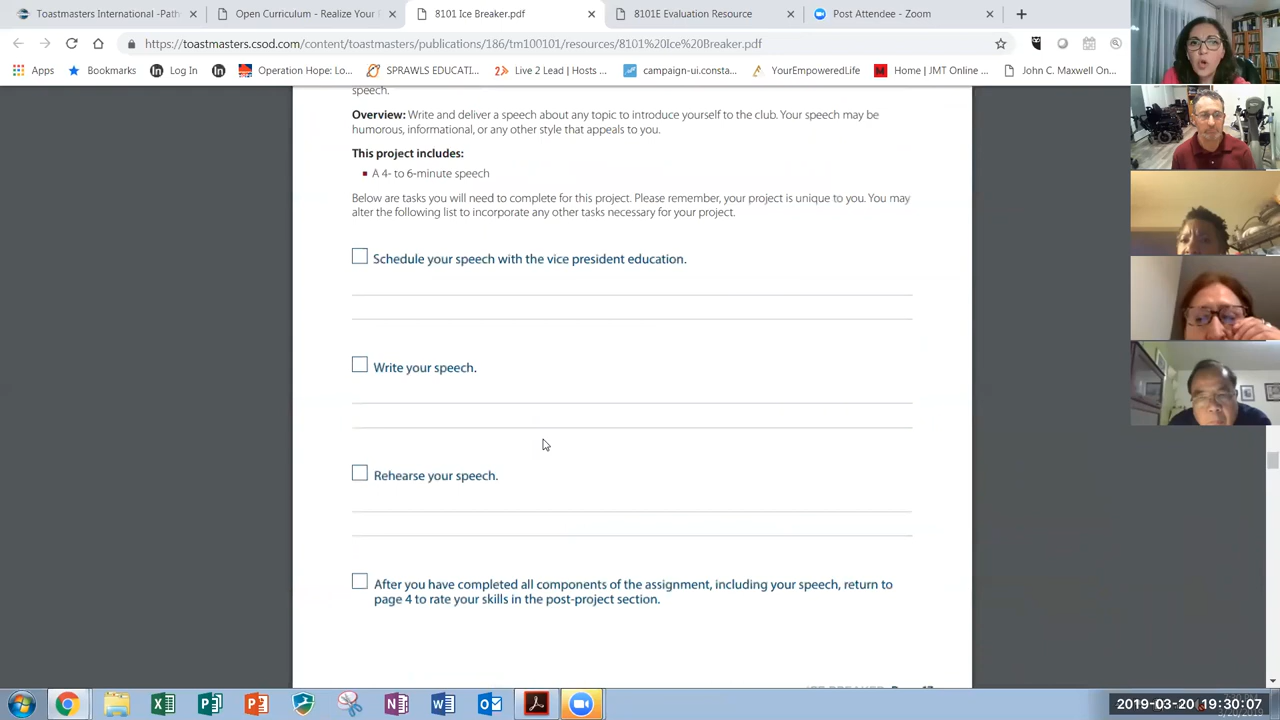 Toastmasters International -Path
Open Curriculum - Realize Your
8101 Ice Breaker.pdf
8101E Evaluation Resource
Post Attendee - Zoom
https://toastmasters.csod.com/content/toastmasters/publications/
/resources/8101%20Ice%20Breaker.pdf
Apps
Bookmarks
Log In
Operation Hope: Lo...
SPRAWLS EDUCATI...
Live 2 Lead | Hosts ...
campaign-ui.consta...
YourEmpoweredLife
Home | JMT Online ...
John C. Maxwell On...
speech.
Overview: Write and deliver a speech about any topic to introduce yourself to the club. Your speech may be
humorous, informational, or any other style that appeals to you.
This project includes:
A 4- to 6-minute speech
Below are tasks you will need to complete for this project. Please remember, your project is unique to you. You may
alter the following list to incorporate any other tasks necessary for your project.
Schedule your speech with the vice president education.
Write your speech.
Rehearse your speech.
After you have completed all components of the assignment, including your speech, return to
page 4 to rate your skills in the post-project section.
2019-03-20 19:30:07